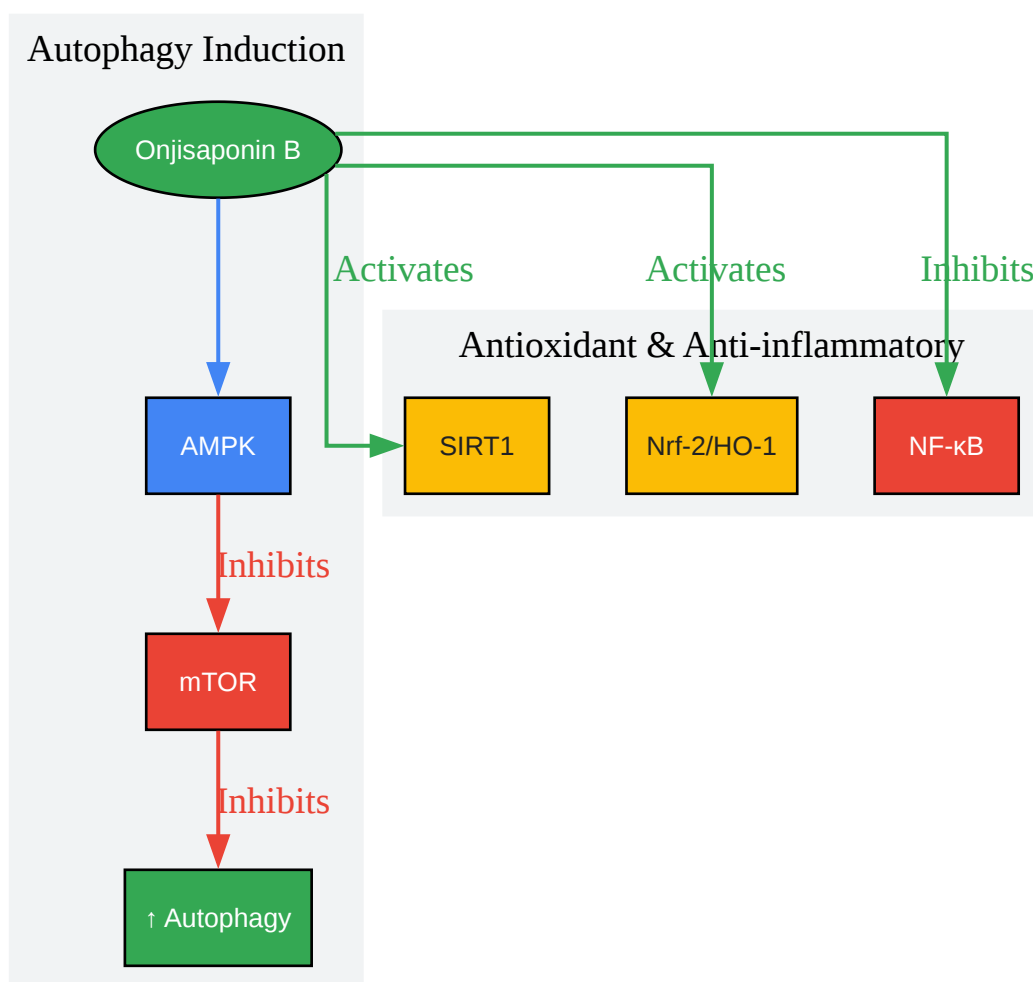 Autophagy Induction
Onjisaponin B
Activates
Activates
Inhibits
Antioxidant & Anti-inflammatory
AMPK
SIRT1
Nrf-2/HO-1
NF-κB
Inhibits
mTOR
Inhibits
↑ Autophagy